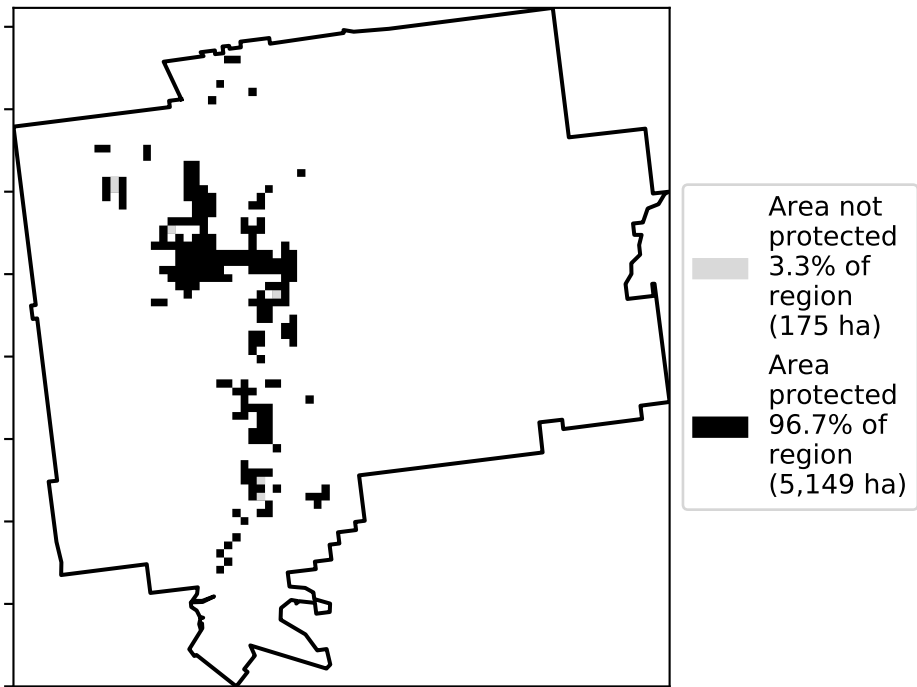 Area not
protected
3.3% of
region
(175 ha)
Area
protected
96.7% of
region
(5,149 ha)